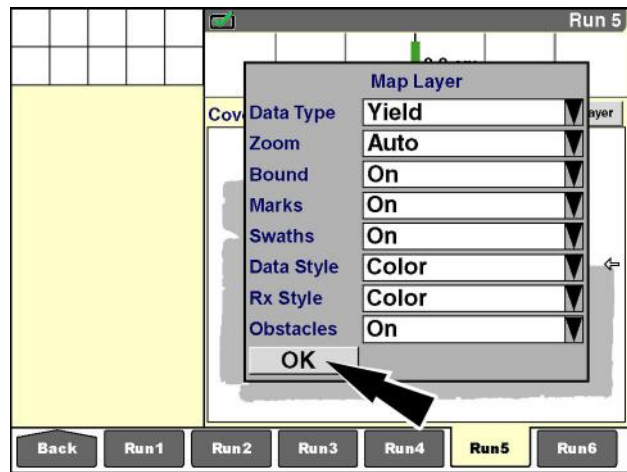 Run 5
Map Layer
Cov
ayer
Data Type Yield
Zoom Auto
Bound On
Marks On
Swaths On
Data Style Color
Rx Style Color
Obstacles On
OK
Back Run1 Run2 Run3 Run4 Run5 Run6